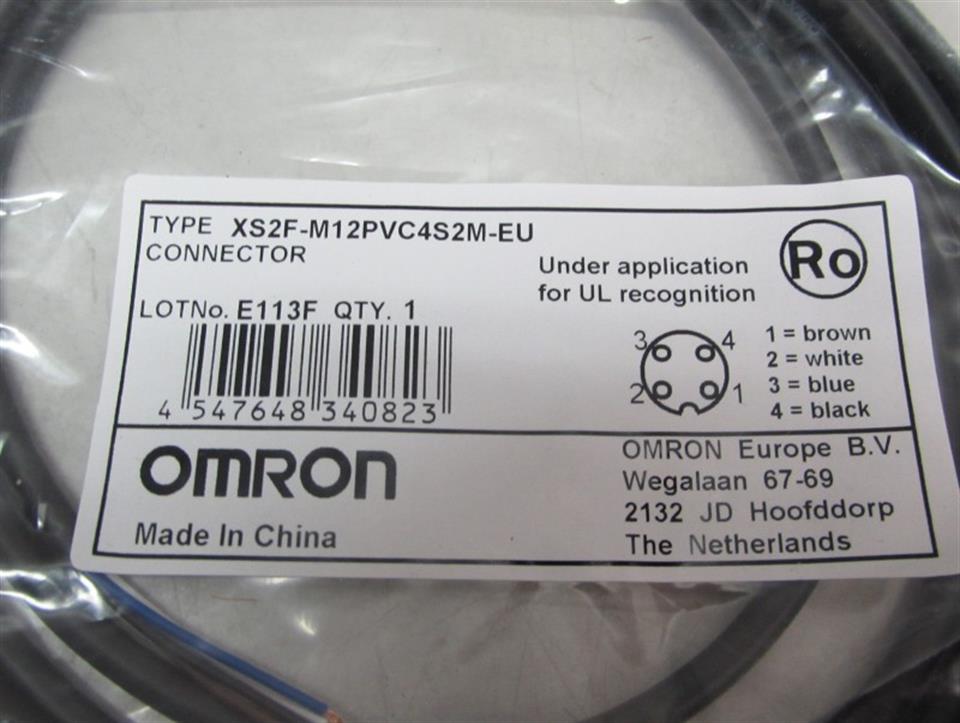 TYPE XS2F-M12PVC4S2M-EU
CONNECTOR
Ro
Under application
for UL recognition
LOTNo. E113F QTY. 1
4 547648 340823
3 4
2 1
1 = brown
2 = white
3 = blue
4 = black
OMRON
Made In China
OMRON Europe B.V.
Wegalaan 67-69
2132 JD Hoofddorp
The Netherlands